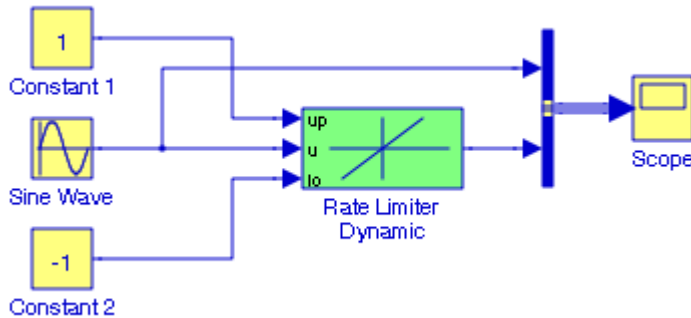 1
Constant 1
up
u
lo
Sine Wave
Rate Limiter
Dynamic
Scope
-1
Constant 2